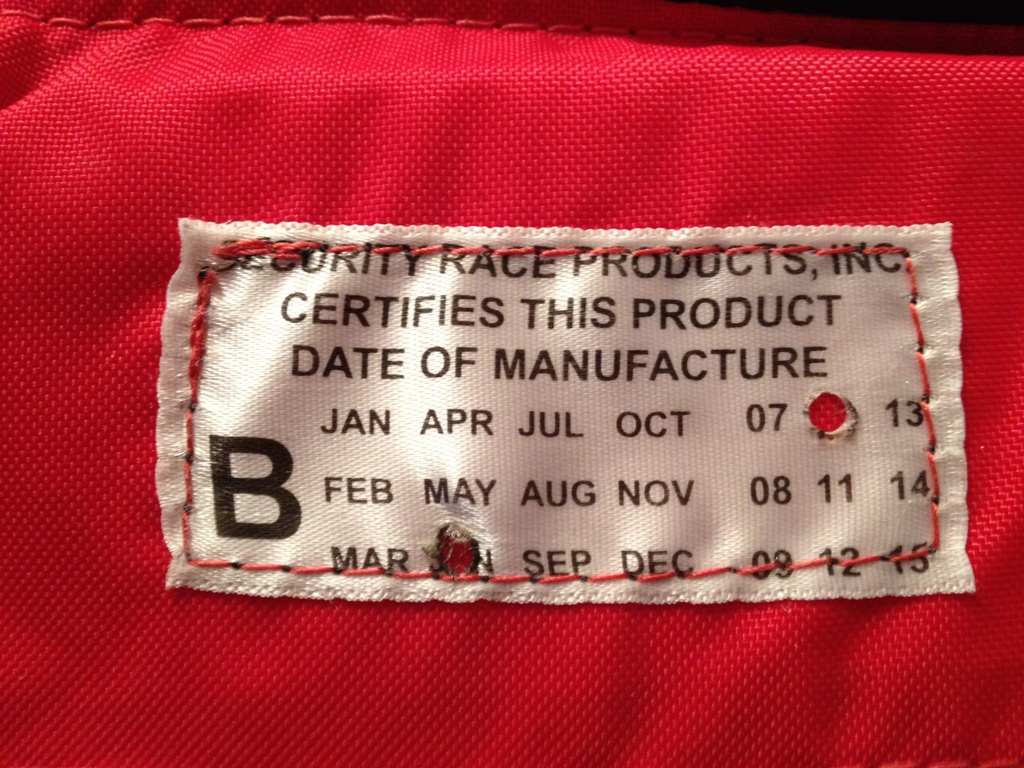 SECURITY RACE PRODUCTS, INC
CERTIFIES THIS PRODUCT
DATE OF MANUFACTURE
JAN APR JUL OCT 07 13
B FEB MAY AUG NOV 08 11 14
MAR JUN SEP DEC 09 12 15